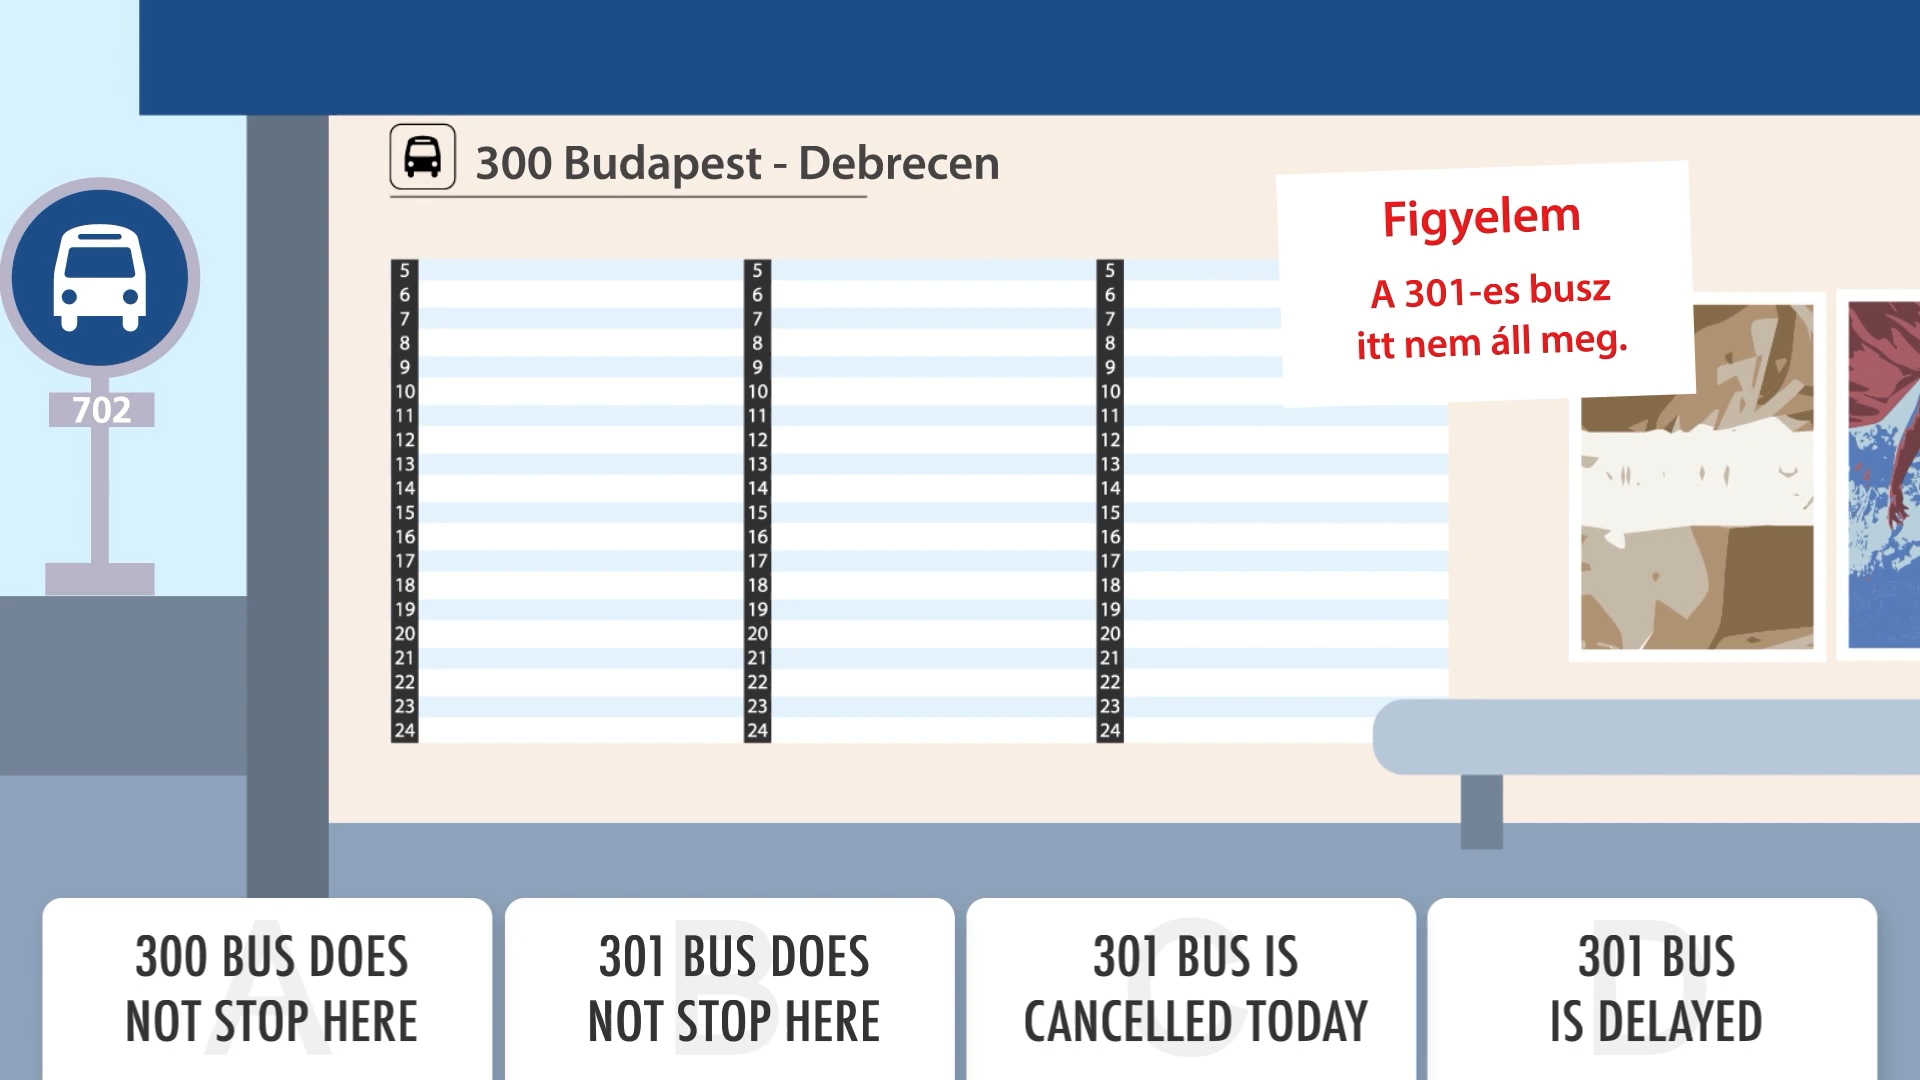 300 Budapest - Debrecen
Figyelem
A 301-es busz
itt nem áll meg.
702
5 5 5
6 6 6
7 7 7
8 8 8
9 9 9
10 10 10
11 11 11
12 12 12
13 13 13
14 14 14
15 15 15
16 16 16
17 17 17
18 18 18
19 19 19
20 20 20
21 21 21
22 22 22
23 23 23
24 24 24
A
300 BUS DOES
NOT STOP HERE
B
301 BUS DOES
NOT STOP HERE
C
301 BUS IS
CANCELLED TODAY
D
301 BUS
IS DELAYED